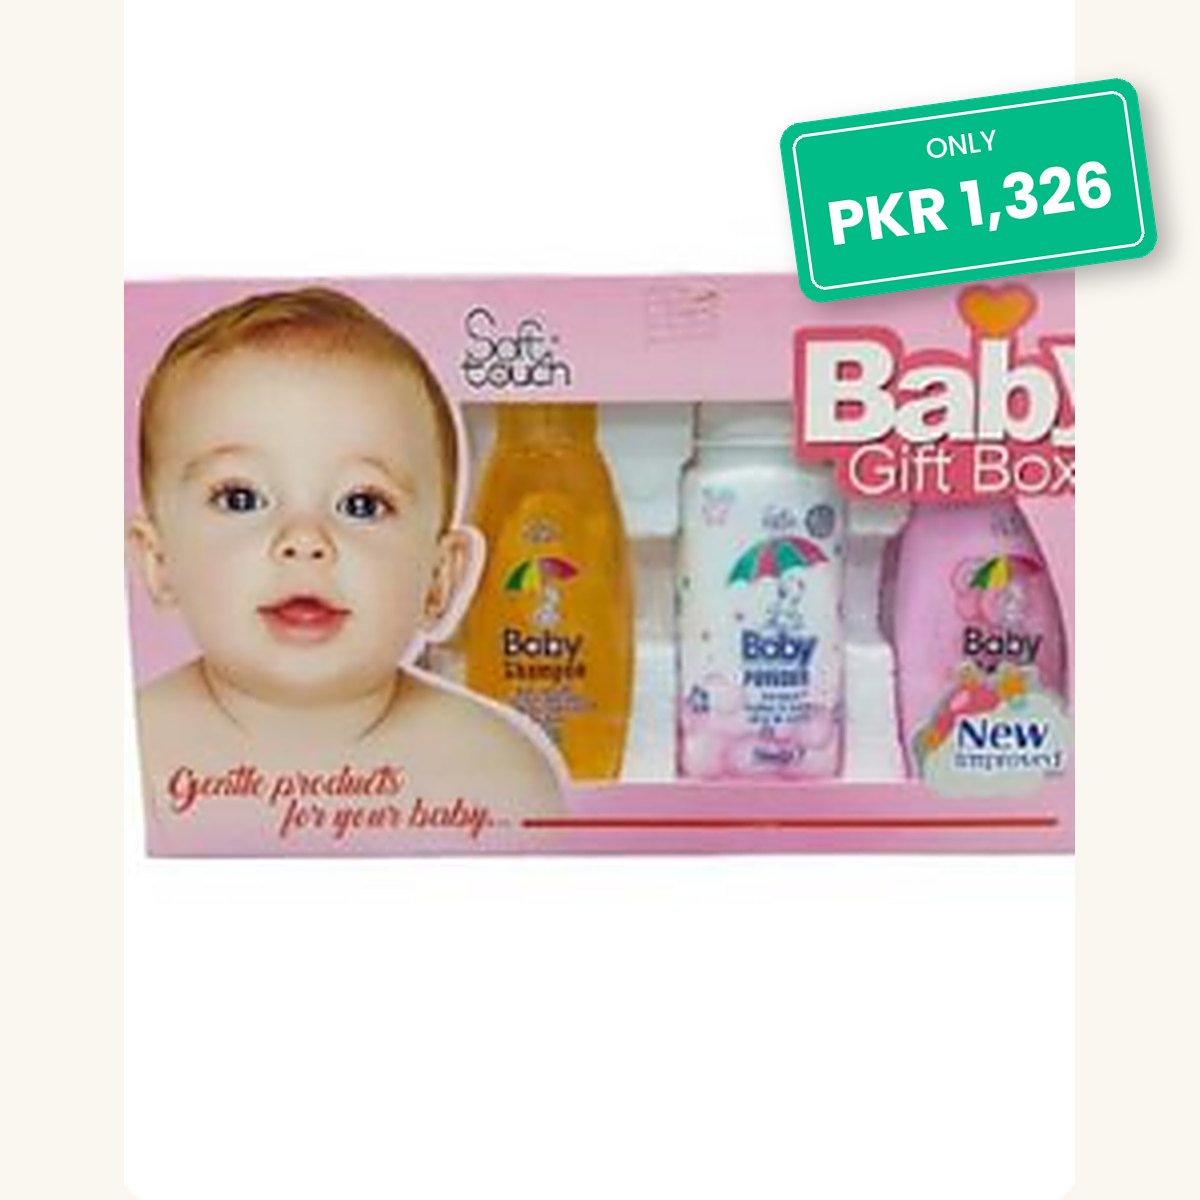 ONLY
PKR 1,326
Soft
touch
Baby
Gift Box
Baby
Shampoo
Baby
POWDER
Baby
New
Improved
Gentle products
for your baby...